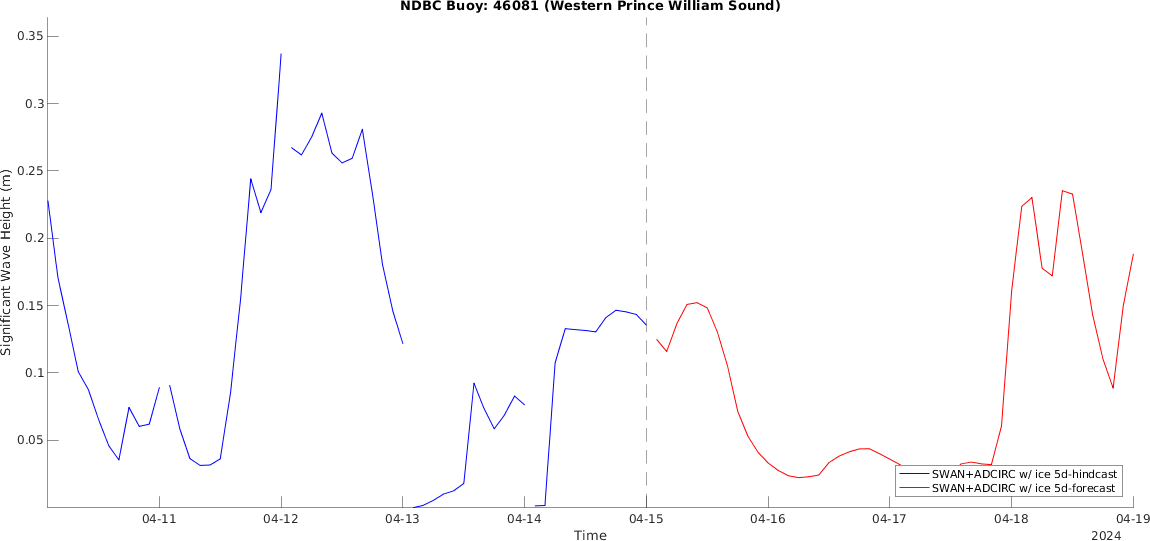 NDBC Buoy: 46081 (Western Prince William Sound)
0.35
0.3
0.25
0.2
0.15
0.1
0.05
Significant Wave Height (m)
SWAN+ADCIRC w/ ice 5d-hindcast
SWAN+ADCIRC w/ ice 5d-forecast
04-11 04-12 04-13 04-14 04-15 04-16 04-17 04-18 04-19
Time
2024